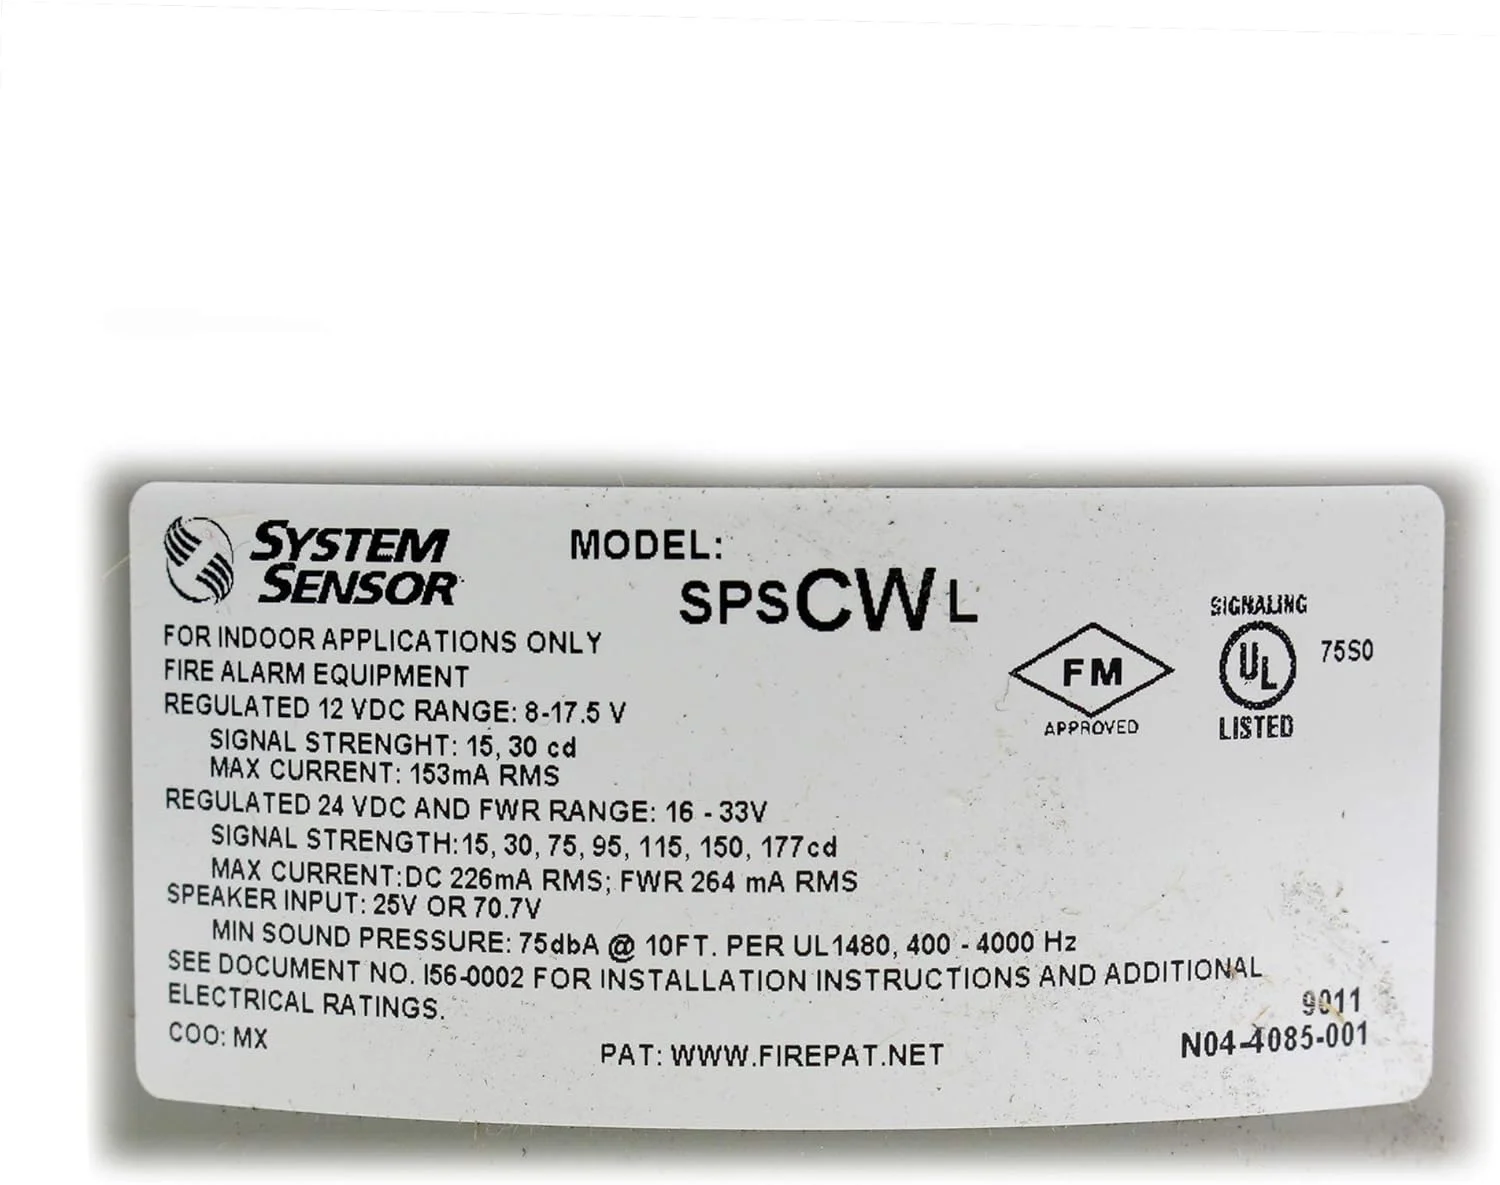 SYSTEM
SENSOR
MODEL:
SPSCWL
FOR INDOOR APPLICATIONS ONLY
FIRE ALARM EQUIPMENT
REGULATED 12 VDC RANGE: 8-17.5 V
SIGNAL STRENGHT: 15, 30 cd
MAX CURRENT: 153mA RMS
REGULATED 24 VDC AND FWR RANGE: 16 - 33V
SIGNAL STRENGTH: 15, 30, 75, 95, 115, 150, 177cd
MAX CURRENT: DC 226mA RMS; FWR 264 mA RMS
SPEAKER INPUT: 25V OR 70.7V
MIN SOUND PRESSURE: 75dbA @ 10FT. PER UL1480, 400 - 4000 Hz
SEE DOCUMENT NO. I56-0002 FOR INSTALLATION INSTRUCTIONS AND ADDITIONAL
ELECTRICAL RATINGS.
COO: MX
PAT: WWW.FIREPAT.NET
FM
APPROVED
SIGNALING
UL
75S0
LISTED
9011
N04-4085-001